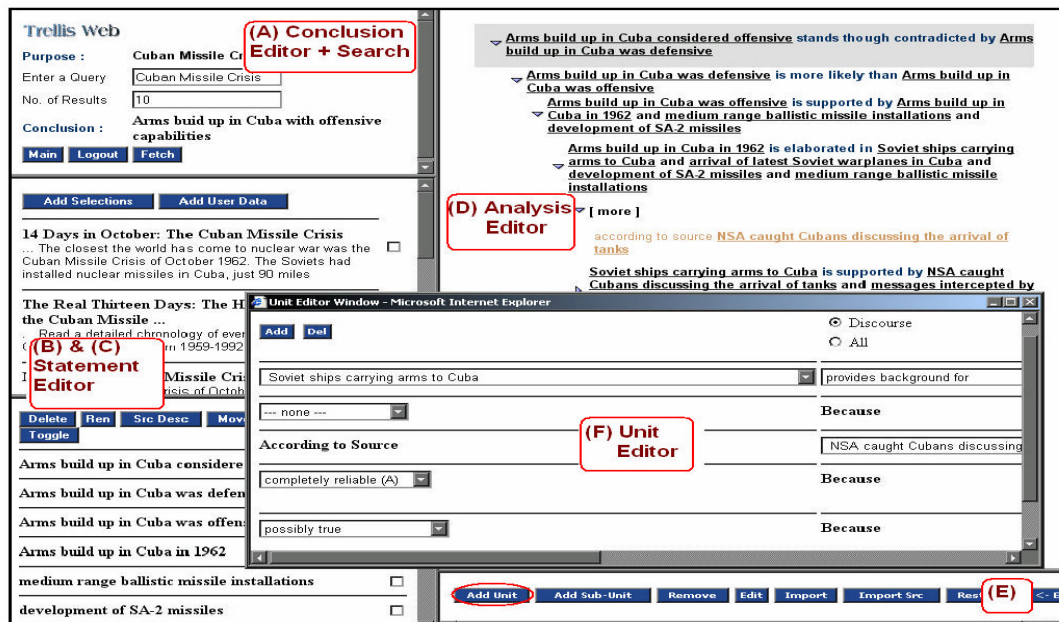 Trellis Web
(A) Conclusion
Editor + Search
Purpose :
Cuban Missile Cri
Enter a Query
Cuban Missile Crisis
No. of Results
10
Conclusion :
Arms buid up in Cuba with offensive
capabilities
Main Logout Fetch
Add Selections Add User Data
14 Days in October: The Cuban Missile Crisis
... The closest the world has come to nuclear war was the
Cuban Missile Crisis of October 1962. The Soviets had
installed nuclear missiles in Cuba, just 90 miles
The Real Thirteen Days: The H
the Cuban Missile ...
. Read a detailed chronology of ever
rn 1959-1992
(B) & (C)
Statement
Editor
Missile Cris
risis of Octob
Delete Ren Src Desc Move
Toggle
Arms build up in Cuba considere
Arms build up in Cuba was defen
Arms build up in Cuba was offens
Arms build up in Cuba in 1962
medium range ballistic missile installations
development of SA-2 missiles
Arms build up in Cuba considered offensive stands though contradicted by Arms
build up in Cuba was defensive
Arms build up in Cuba was defensive is more likely than Arms build up in
Cuba was offensive
Arms build up in Cuba was offensive is supported by Arms build up in
Cuba in 1962 and medium range ballistic missile installations and
development of SA-2 missiles
Arms build up in Cuba in 1962 is elaborated in Soviet ships carrying
arms to Cuba and arrival of latest Soviet warplanes in Cuba and
development of SA-2 missiles and medium range ballistic missile
installations
(D) Analysis
Editor
[ more ]
according to source NSA caught Cubans discussing the arrival of
tanks
Soviet ships carrying arms to Cuba is supported by NSA caught
Cubans discussing the arrival of tanks and messages intercepted by
Unit Editor Window - Microsoft Internet Explorer
Add Del
Discourse
All
Soviet ships carrying arms to Cuba
provides background for
--- none ---
Because
(F) Unit
Editor
According to Source
NSA caught Cubans discussing
completely reliable (A)
Because
possibly true
Because
Add Unit Add Sub-Unit Remove Edit Import Import Src Res (E) <- E